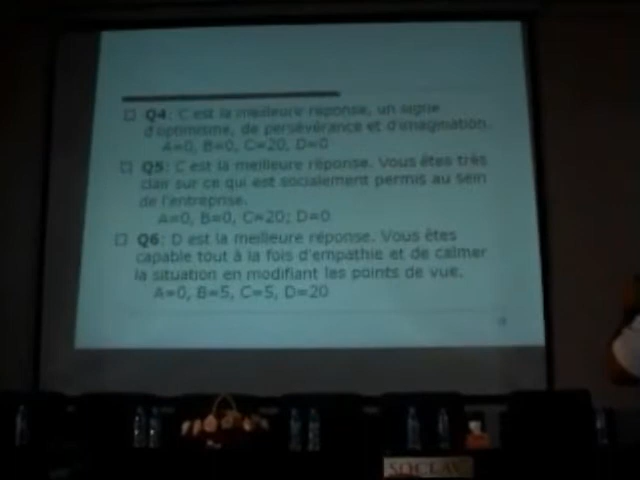 Q4: C est la meilleure réponse, un signe
d'optimisme, de persévérance et d'imagination.
A=0, B=0, C=20, D=0
Q5: C est la meilleure réponse. Vous êtes très
clair sur ce qui est socialement permis au sein
de l'entreprise.
A=0, B=0, C=20; D=0
Q6: D est la meilleure réponse. Vous êtes
capable tout à la fois d'empathie et de calmer
la situation en modifiant les points de vue.
A=0, B=5, C=5, D=20